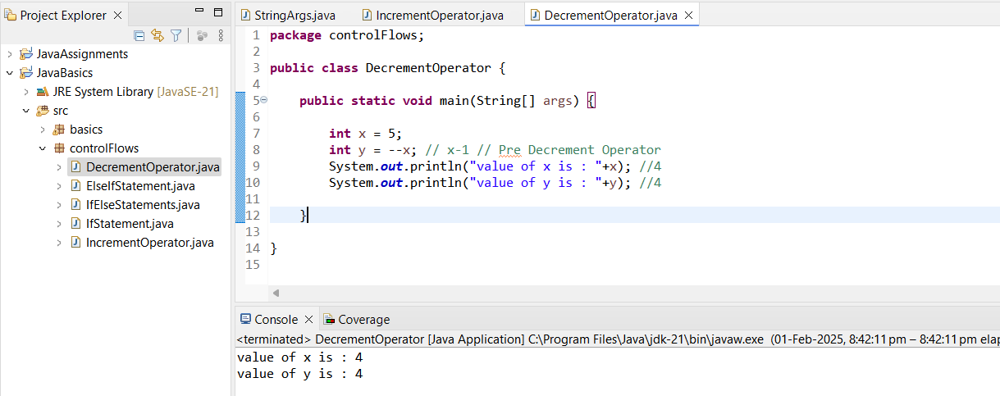 Project Explorer
JavaAssignments
JavaBasics
JRE System Library [JavaSE-21]
src
basics
controlFlows
DecrementOperator.java
ElseIfStatement.java
IfElseStatements.java
IfStatement.java
IncrementOperator.java
StringArgs.java IncrementOperator.java DecrementOperator.java
1 package controlFlows;
2
3 public class DecrementOperator {
4
5 public static void main(String[] args) {
6
7 int x = 5;
8 int y = --x; // x-1 // Pre Decrement Operator
9 System.out.println("value of x is : "+x); //4
10 System.out.println("value of y is : "+y); //4
11
12 }
13
14 }
15
Console Coverage
<terminated> DecrementOperator [Java Application] C:\Program Files\Java\jdk-21\bin\javaw.exe (01-Feb-2025, 8:42:11 pm – 8:42:11 pm elap
value of x is : 4
value of y is : 4